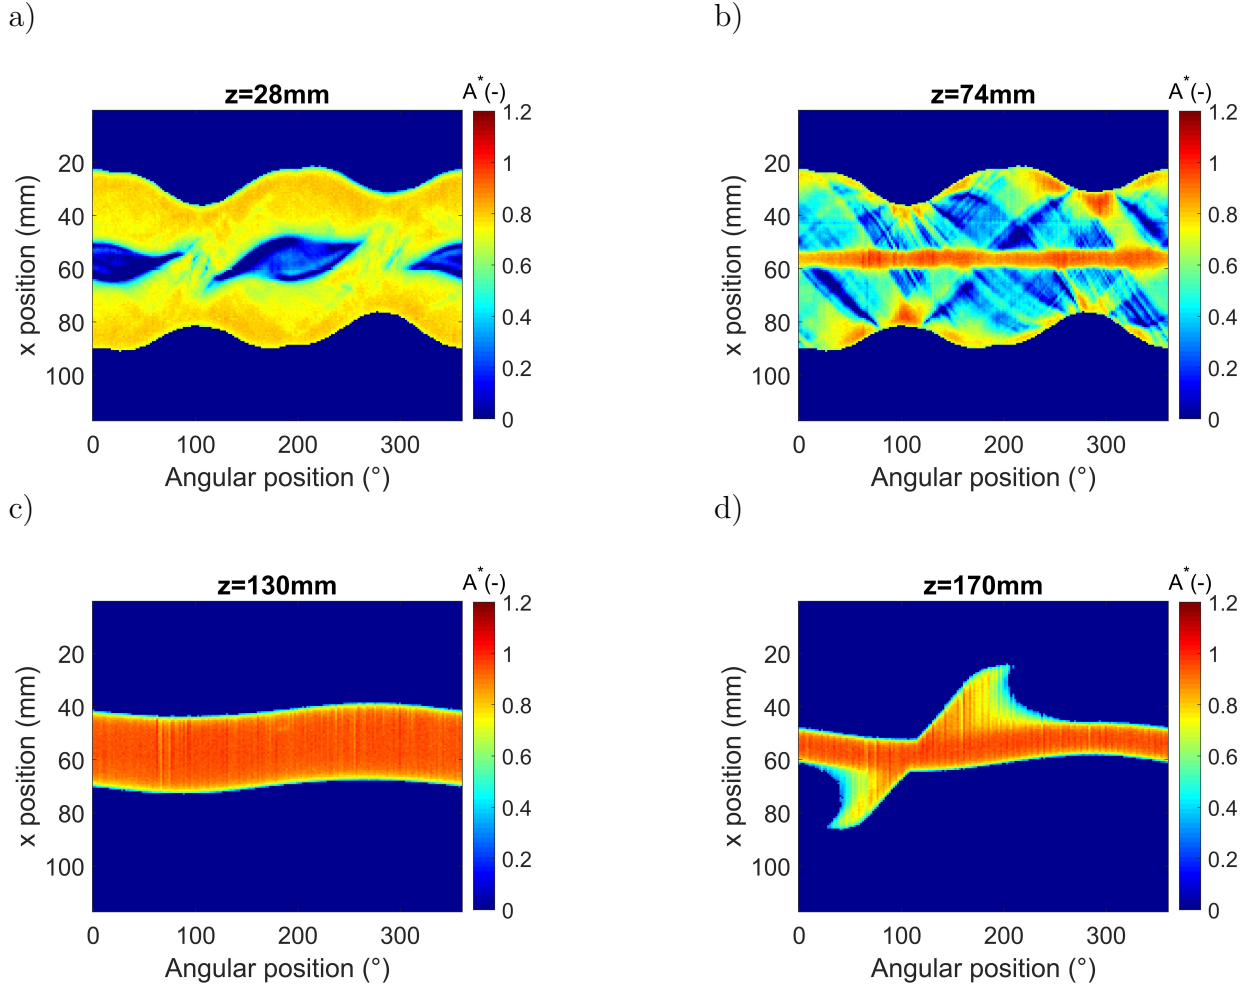 a)
z=28mm
A*(-)
1.2
1
0.8
0.6
0.4
0.2
0
20
40
60
80
100
x position (mm)
0 100 200 300
Angular position (°)
b)
z=74mm
A*(-)
1.2
1
0.8
0.6
0.4
0.2
0
20
40
60
80
100
x position (mm)
0 100 200 300
Angular position (°)
c)
z=130mm
A*(-)
1.2
1
0.8
0.6
0.4
0.2
0
20
40
60
80
100
x position (mm)
0 100 200 300
Angular position (°)
d)
z=170mm
A*(-)
1.2
1
0.8
0.6
0.4
0.2
0
20
40
60
80
100
x position (mm)
0 100 200 300
Angular position (°)